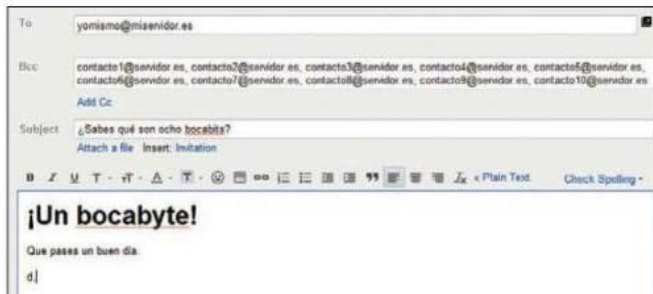 To yomismo@miservidor.es
Bcc contacto1@servidor.es, contacto2@servidor.es, contacto3@servidor.es, contacto4@servidor.es, contacto5@servidor.es,
contacto6@servidor.es, contacto7@servidor.es, contacto8@servidor.es, contacto9@servidor.es, contacto10@servidor.es
Add Cc
Subject ¿Sabes qué son ocho bocabits?
Attach a file Insert: Invitation
B I U T · тT · A · T · « Plain Text Check Spelling
¡Un bocabyte!
Que pases un buen día.
d.